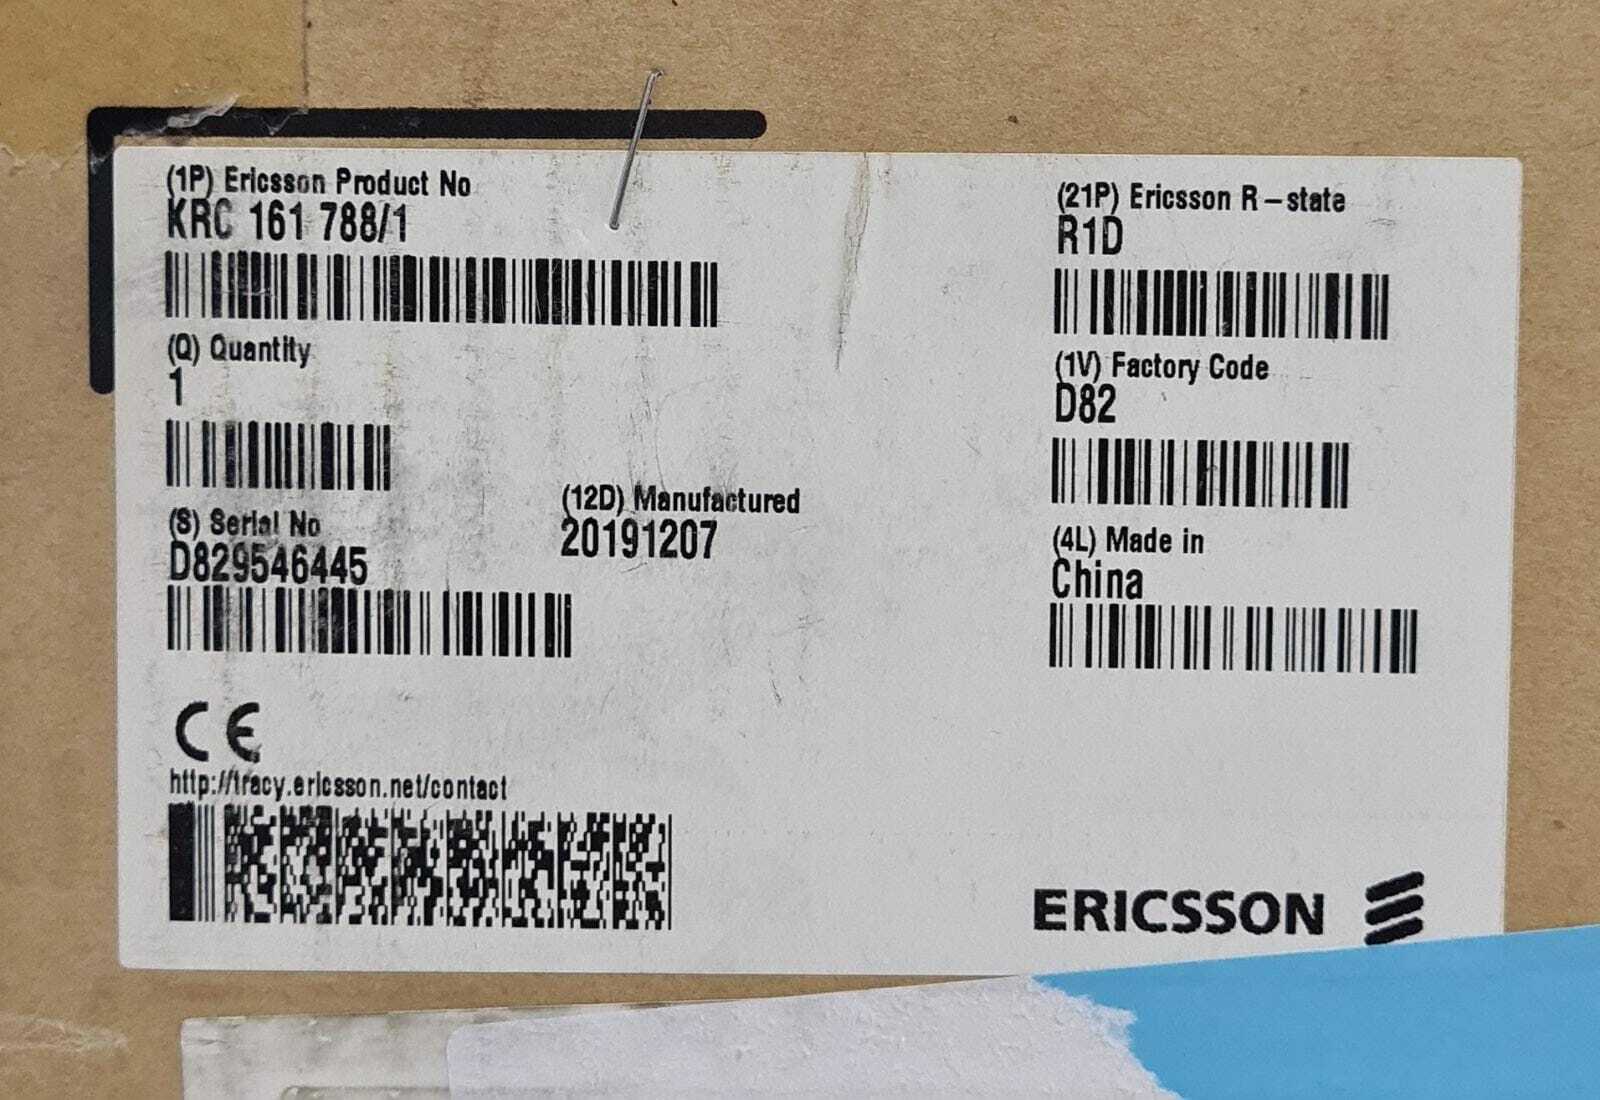 (1P) Ericsson Product No
KRC 161 788/1
(Q) Quantity
1
(S) Serial No
D829546445
(12D) Manufactured
20191207
(21P) Ericsson R-state
R1D
(1V) Factory Code
D82
(4L) Made in
China
CE
http://tracy.ericsson.net/contact
ERICSSON